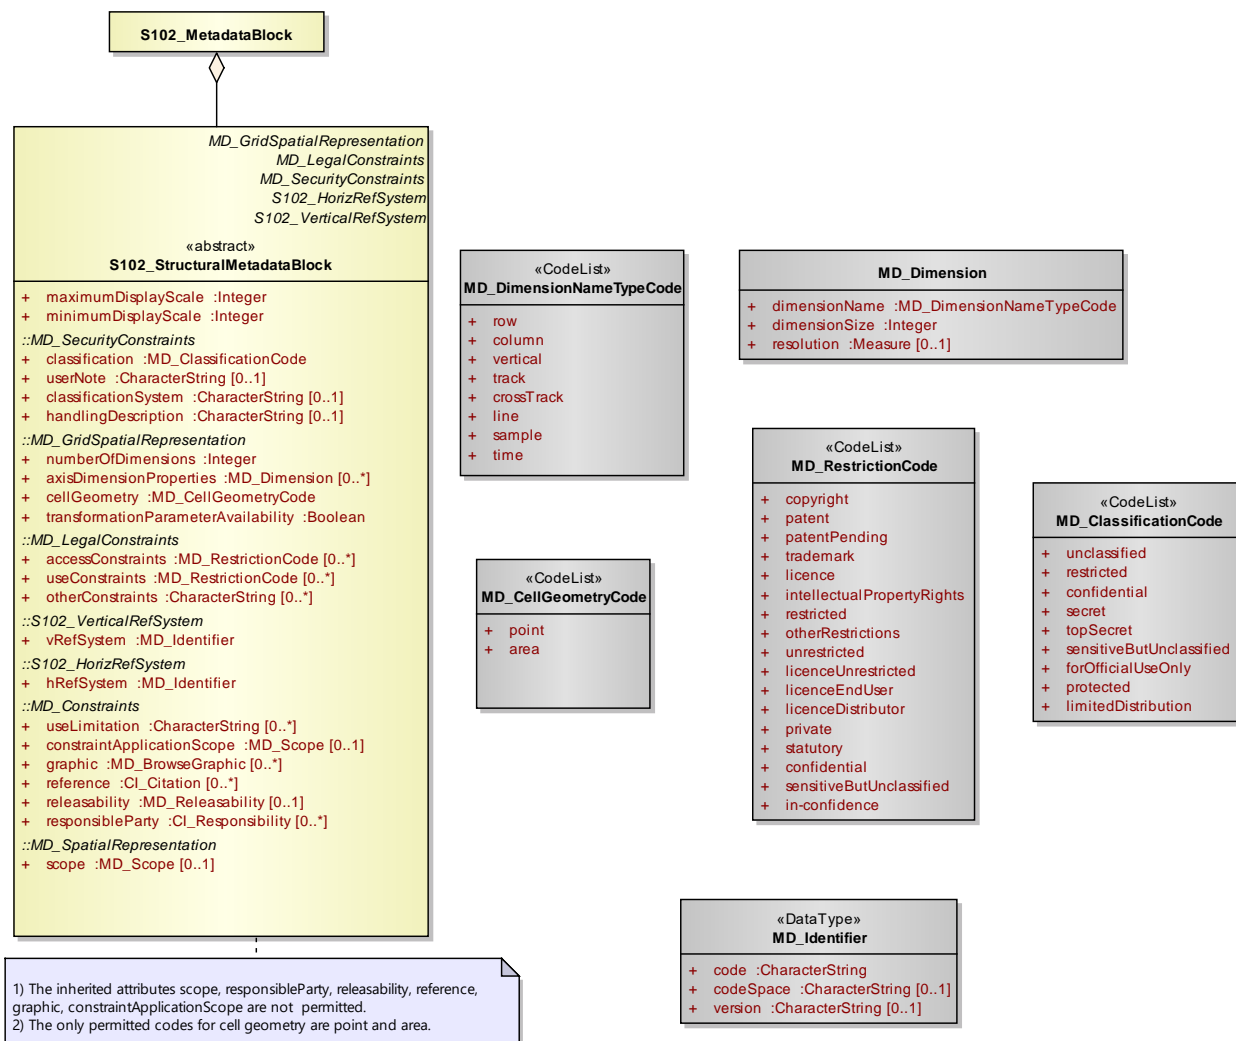 S102_MetadataBlock
MD_GridSpatialRepresentation
MD_LegalConstraints
MD_SecurityConstraints
S102_HorizRefSystem
S102_VerticalRefSystem
«abstract»
S102_StructuralMetadataBlock
+ maximumDisplayScale :Integer
+ minimumDisplayScale :Integer
::MD_SecurityConstraints
+ classification :MD_ClassificationCode
+ userNote :CharacterString [0..1]
+ classificationSystem :CharacterString [0..1]
+ handlingDescription :CharacterString [0..1]
::MD_GridSpatialRepresentation
+ numberOfDimensions :Integer
+ axisDimensionProperties :MD_Dimension [0..*]
+ cellGeometry :MD_CellGeometryCode
+ transformationParameterAvailability :Boolean
::MD_LegalConstraints
+ accessConstraints :MD_RestrictionCode [0..*]
+ useConstraints :MD_RestrictionCode [0..*]
+ otherConstraints :CharacterString [0..*]
::S102_VerticalRefSystem
+ vRefSystem :MD_Identifier
::S102_HorizRefSystem
+ hRefSystem :MD_Identifier
::MD_Constraints
+ useLimitation :CharacterString [0..*]
+ constraintApplicationScope :MD_Scope [0..1]
+ graphic :MD_BrowseGraphic [0..*]
+ reference :CI_Citation [0..*]
+ releasability :MD_Releasability [0..1]
+ responsibleParty :CI_Responsibility [0..*]
::MD_SpatialRepresentation
+ scope :MD_Scope [0..1]
1) The inherited attributes scope, responsibleParty, releasability, reference,
graphic, constraintApplicationScope are not permitted.
2) The only permitted codes for cell geometry are point and area.
«CodeList»
MD_DimensionNameTypeCode
+ row
+ column
+ vertical
+ track
+ crossTrack
+ line
+ sample
+ time
«CodeList»
MD_CellGeometryCode
+ point
+ area
MD_Dimension
+ dimensionName :MD_DimensionNameTypeCode
+ dimensionSize :Integer
+ resolution :Measure [0..1]
«CodeList»
MD_RestrictionCode
+ copyright
+ patent
+ patentPending
+ trademark
+ licence
+ intellectualPropertyRights
+ restricted
+ otherRestrictions
+ unrestricted
+ licenceUnrestricted
+ licenceEndUser
+ licenceDistributor
+ private
+ statutory
+ confidential
+ sensitiveButUnclassified
+ in-confidence
«CodeList»
MD_ClassificationCode
+ unclassified
+ restricted
+ confidential
+ secret
+ topSecret
+ sensitiveButUnclassified
+ forOfficialUseOnly
+ protected
+ limitedDistribution
«DataType»
MD_Identifier
+ code :CharacterString
+ codeSpace :CharacterString [0..1]
+ version :CharacterString [0..1]